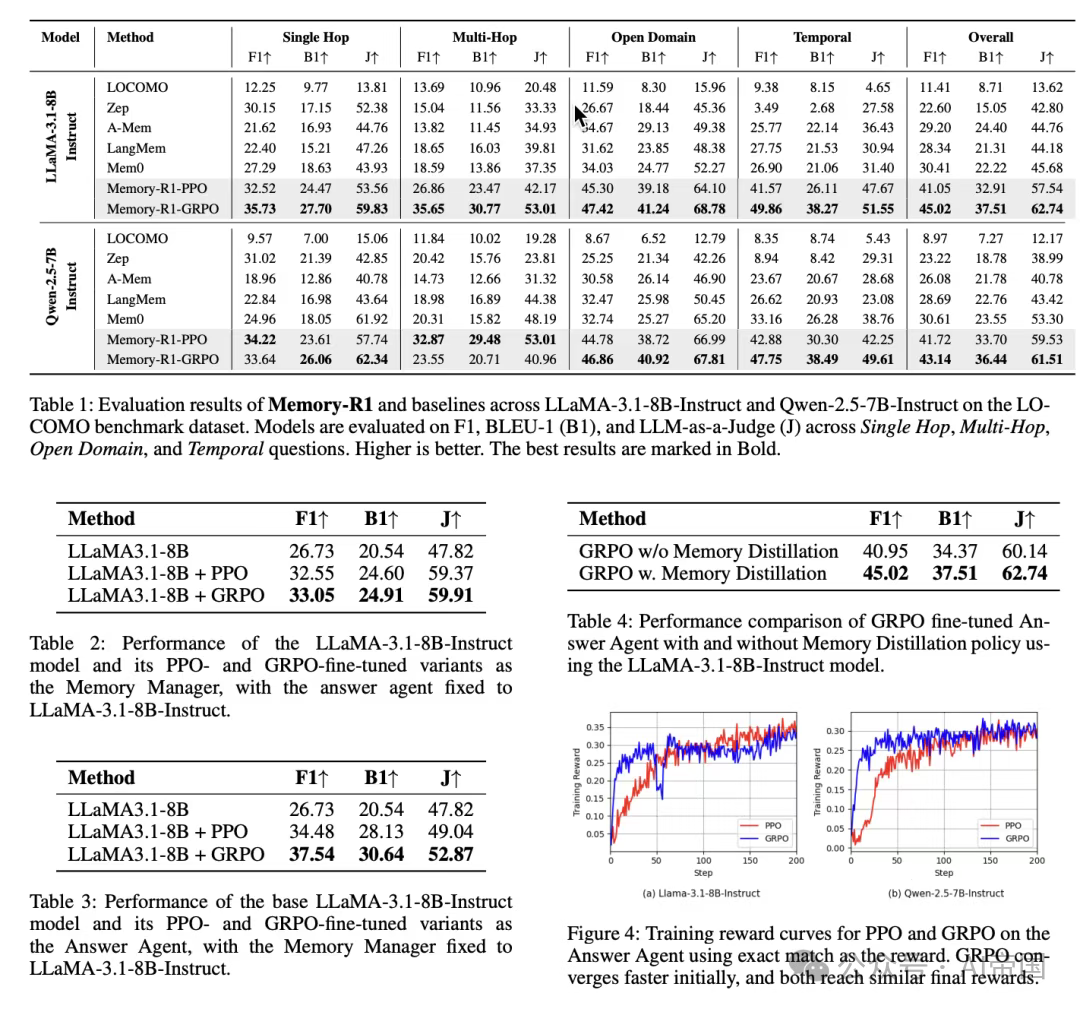 Model Method Single Hop Multi-Hop Open Domain Temporal Overall
F1↑ B1↑ J↑ F1↑ B1↑ J↑ F1↑ B1↑ J↑ F1↑ B1↑ J↑ F1↑ B1↑ J↑
LLaMA-3.1-8B
Instruct
LOCOMO 12.25 9.77 13.81 13.69 10.96 20.48 11.59 8.30 15.96 9.38 8.15 4.65 11.41 8.71 13.62
Zep 30.15 17.15 52.38 15.04 11.56 33.33 26.67 18.44 45.36 3.49 2.68 27.58 22.60 15.05 42.80
A-Mem 21.62 16.93 44.76 13.82 11.45 34.93 34.67 29.13 49.38 25.77 22.14 36.43 29.20 24.40 44.76
LangMem 22.40 15.21 47.26 18.65 16.03 39.81 31.62 23.85 48.38 27.75 21.53 30.94 28.34 21.31 44.18
Mem0 27.29 18.63 43.93 18.59 13.86 37.35 34.03 24.77 52.27 26.90 21.06 31.40 30.41 22.22 45.68
Memory-R1-PPO 32.52 24.47 53.56 26.86 23.47 42.17 45.30 39.18 64.10 41.57 26.11 47.67 41.05 32.91 57.54
Memory-R1-GRPO 35.73 27.70 59.83 35.65 30.77 53.01 47.42 41.24 68.78 49.86 38.27 51.55 45.02 37.51 62.74
Qwen-2.5-7B
Instruct
LOCOMO 9.57 7.00 15.06 11.84 10.02 19.28 8.67 6.52 12.79 8.35 8.74 5.43 8.97 7.27 12.17
Zep 31.02 21.39 42.85 20.42 15.76 23.81 25.25 21.34 42.26 8.94 8.42 29.31 23.22 18.78 38.99
A-Mem 18.96 12.86 40.78 14.73 12.66 31.32 30.58 26.14 46.90 23.67 20.67 28.68 26.08 21.78 40.78
LangMem 22.84 16.98 43.64 18.98 16.89 44.38 32.47 25.98 50.45 26.62 20.93 23.08 28.69 22.76 43.42
Mem0 24.96 18.05 61.92 20.31 15.82 48.19 32.74 25.27 65.20 33.16 26.28 38.76 30.61 23.55 53.30
Memory-R1-PPO 34.22 23.61 57.74 32.87 29.48 53.01 44.78 38.72 66.99 42.88 30.30 42.25 41.72 33.70 59.53
Memory-R1-GRPO 33.64 26.06 62.34 23.55 20.71 40.96 46.86 40.92 67.81 47.75 38.49 49.61 43.14 36.44 61.51
Table 1: Evaluation results of Memory-R1 and baselines across LLaMA-3.1-8B-Instruct and Qwen-2.5-7B-Instruct on the LO-
COMO benchmark dataset. Models are evaluated on F1, BLEU-1 (B1), and LLM-as-a-Judge (J) across Single Hop, Multi-Hop,
Open Domain, and Temporal questions. Higher is better. The best results are marked in Bold.
Method F1↑ B1↑ J↑
LLaMA3.1-8B 26.73 20.54 47.82
LLaMA3.1-8B + PPO 32.55 24.60 59.37
LLaMA3.1-8B + GRPO 33.05 24.91 59.91
Table 2: Performance of the LLaMA-3.1-8B-Instruct
model and its PPO- and GRPO-fine-tuned variants as
the Memory Manager, with the answer agent fixed to
LLaMA-3.1-8B-Instruct.
Method F1↑ B1↑ J↑
LLaMA3.1-8B 26.73 20.54 47.82
LLaMA3.1-8B + PPO 34.48 28.13 49.04
LLaMA3.1-8B + GRPO 37.54 30.64 52.87
Table 3: Performance of the base LLaMA-3.1-8B-Instruct
model and its PPO- and GRPO-fine-tuned variants as
the Answer Agent, with the Memory Manager fixed to
LLaMA-3.1-8B-Instruct.
Method F1↑ B1↑ J↑
GRPO w/o Memory Distillation 40.95 34.37 60.14
GRPO w. Memory Distillation 45.02 37.51 62.74
Table 4: Performance comparison of GRPO fine-tuned An-
swer Agent with and without Memory Distillation policy us-
ing the LLaMA-3.1-8B-Instruct model.
Training Reward
0.35
0.30
0.25
0.20
0.15
0.10
0.05
PPO
GRPO
0 50 100 150 200
Step
(a) Llama-3.1-8B-Instruct
Training Reward
0.30
0.25
0.20
0.15
0.10
0.05
0.00
PPO
GRPO
0 50 100 150 200
Step
(b) Qwen-2.5-7B-Instruct
Figure 4: Training reward curves for PPO and GRPO on the
Answer Agent using exact match as the reward. GRPO con-
verges faster initially, and both reach similar final rewards.
公众号 · AI帝国